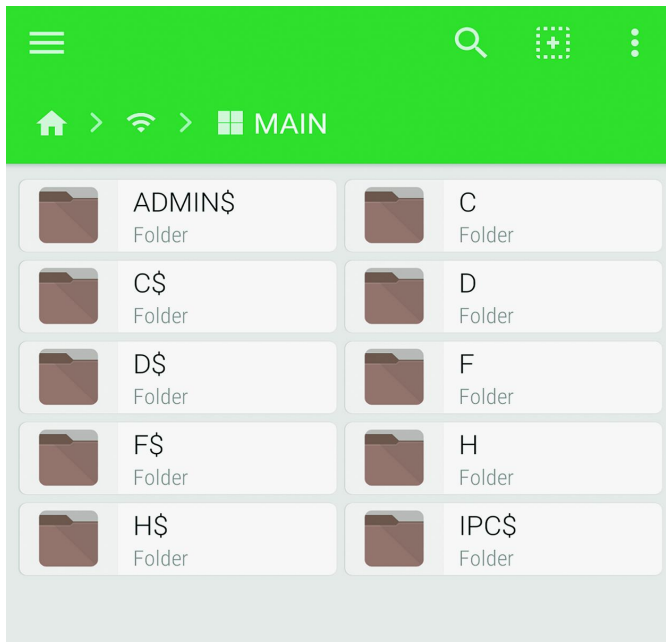 MAIN
ADMIN$
Folder
C
Folder
C$
Folder
D
Folder
D$
Folder
F
Folder
F$
Folder
H
Folder
H$
Folder
IPC$
Folder